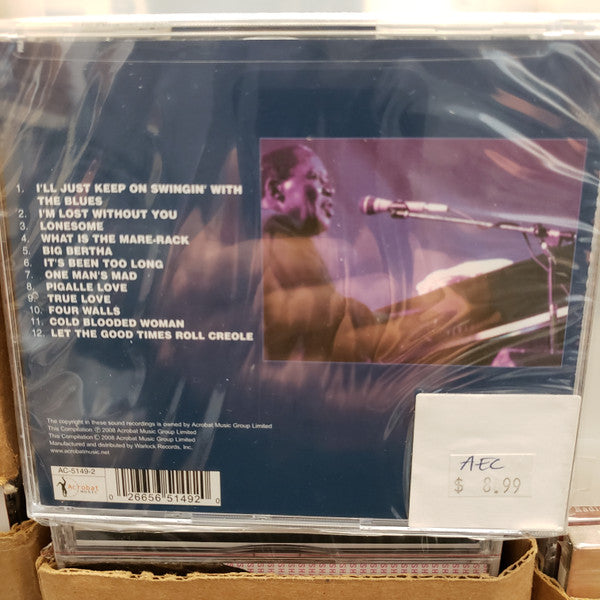 1. I'LL JUST KEEP ON SWINGIN' WITH
THE BLUES
2. I'M LOST WITHOUT YOU
3. LONESOME
4. WHAT IS THE MARE-RACK
5. BIG BERTHA
6. IT'S BEEN TOO LONG
7. ONE MAN'S MAD
8. PIGALLE LOVE
9. TRUE LOVE
10. FOUR WALLS
11. COLD BLOODED WOMAN
12. LET THE GOOD TIMES ROLL CREOLE
The copyright in these sound recordings is owned by Acrobat Music Group Limited
This Compilation ℗ 2008 Acrobat Music Group Limited
This Compilation © 2008 Acrobat Music Group Limited
Manufactured and distributed by Warlock Records, Inc.
www.acrobatmusic.net
AC-5149-2
acrobat
0 26656 51492 0
AEC
$ 8.99